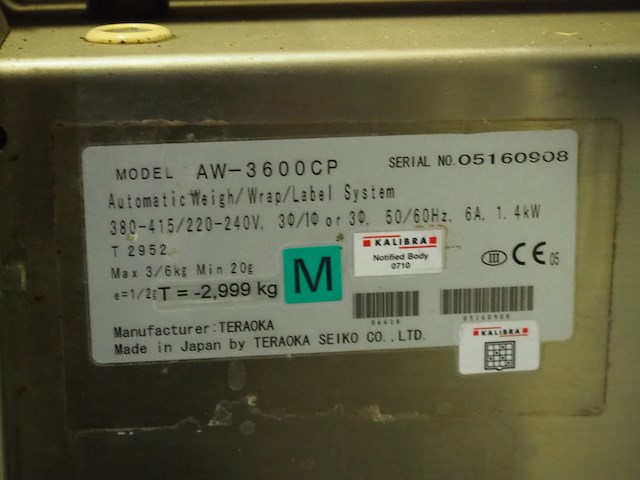 MODEL AW-3600CP SERIAL NO.05160908
Automatic Weigh/Wrap/Label System
380-415/220-240V, 3Φ/1Φ or 3Φ, 50/60Hz, 6A, 1.4kW
T 2952
KALIBRA
Notified Body
0710
III CE 05
Max 3/6kg Min 20g
M
e=1/2g T = -2,999 kg
05160908
Manufacturer:TERAOKA
Made in Japan by TERAOKA SEIKO CO.,LTD.
KALIBRA